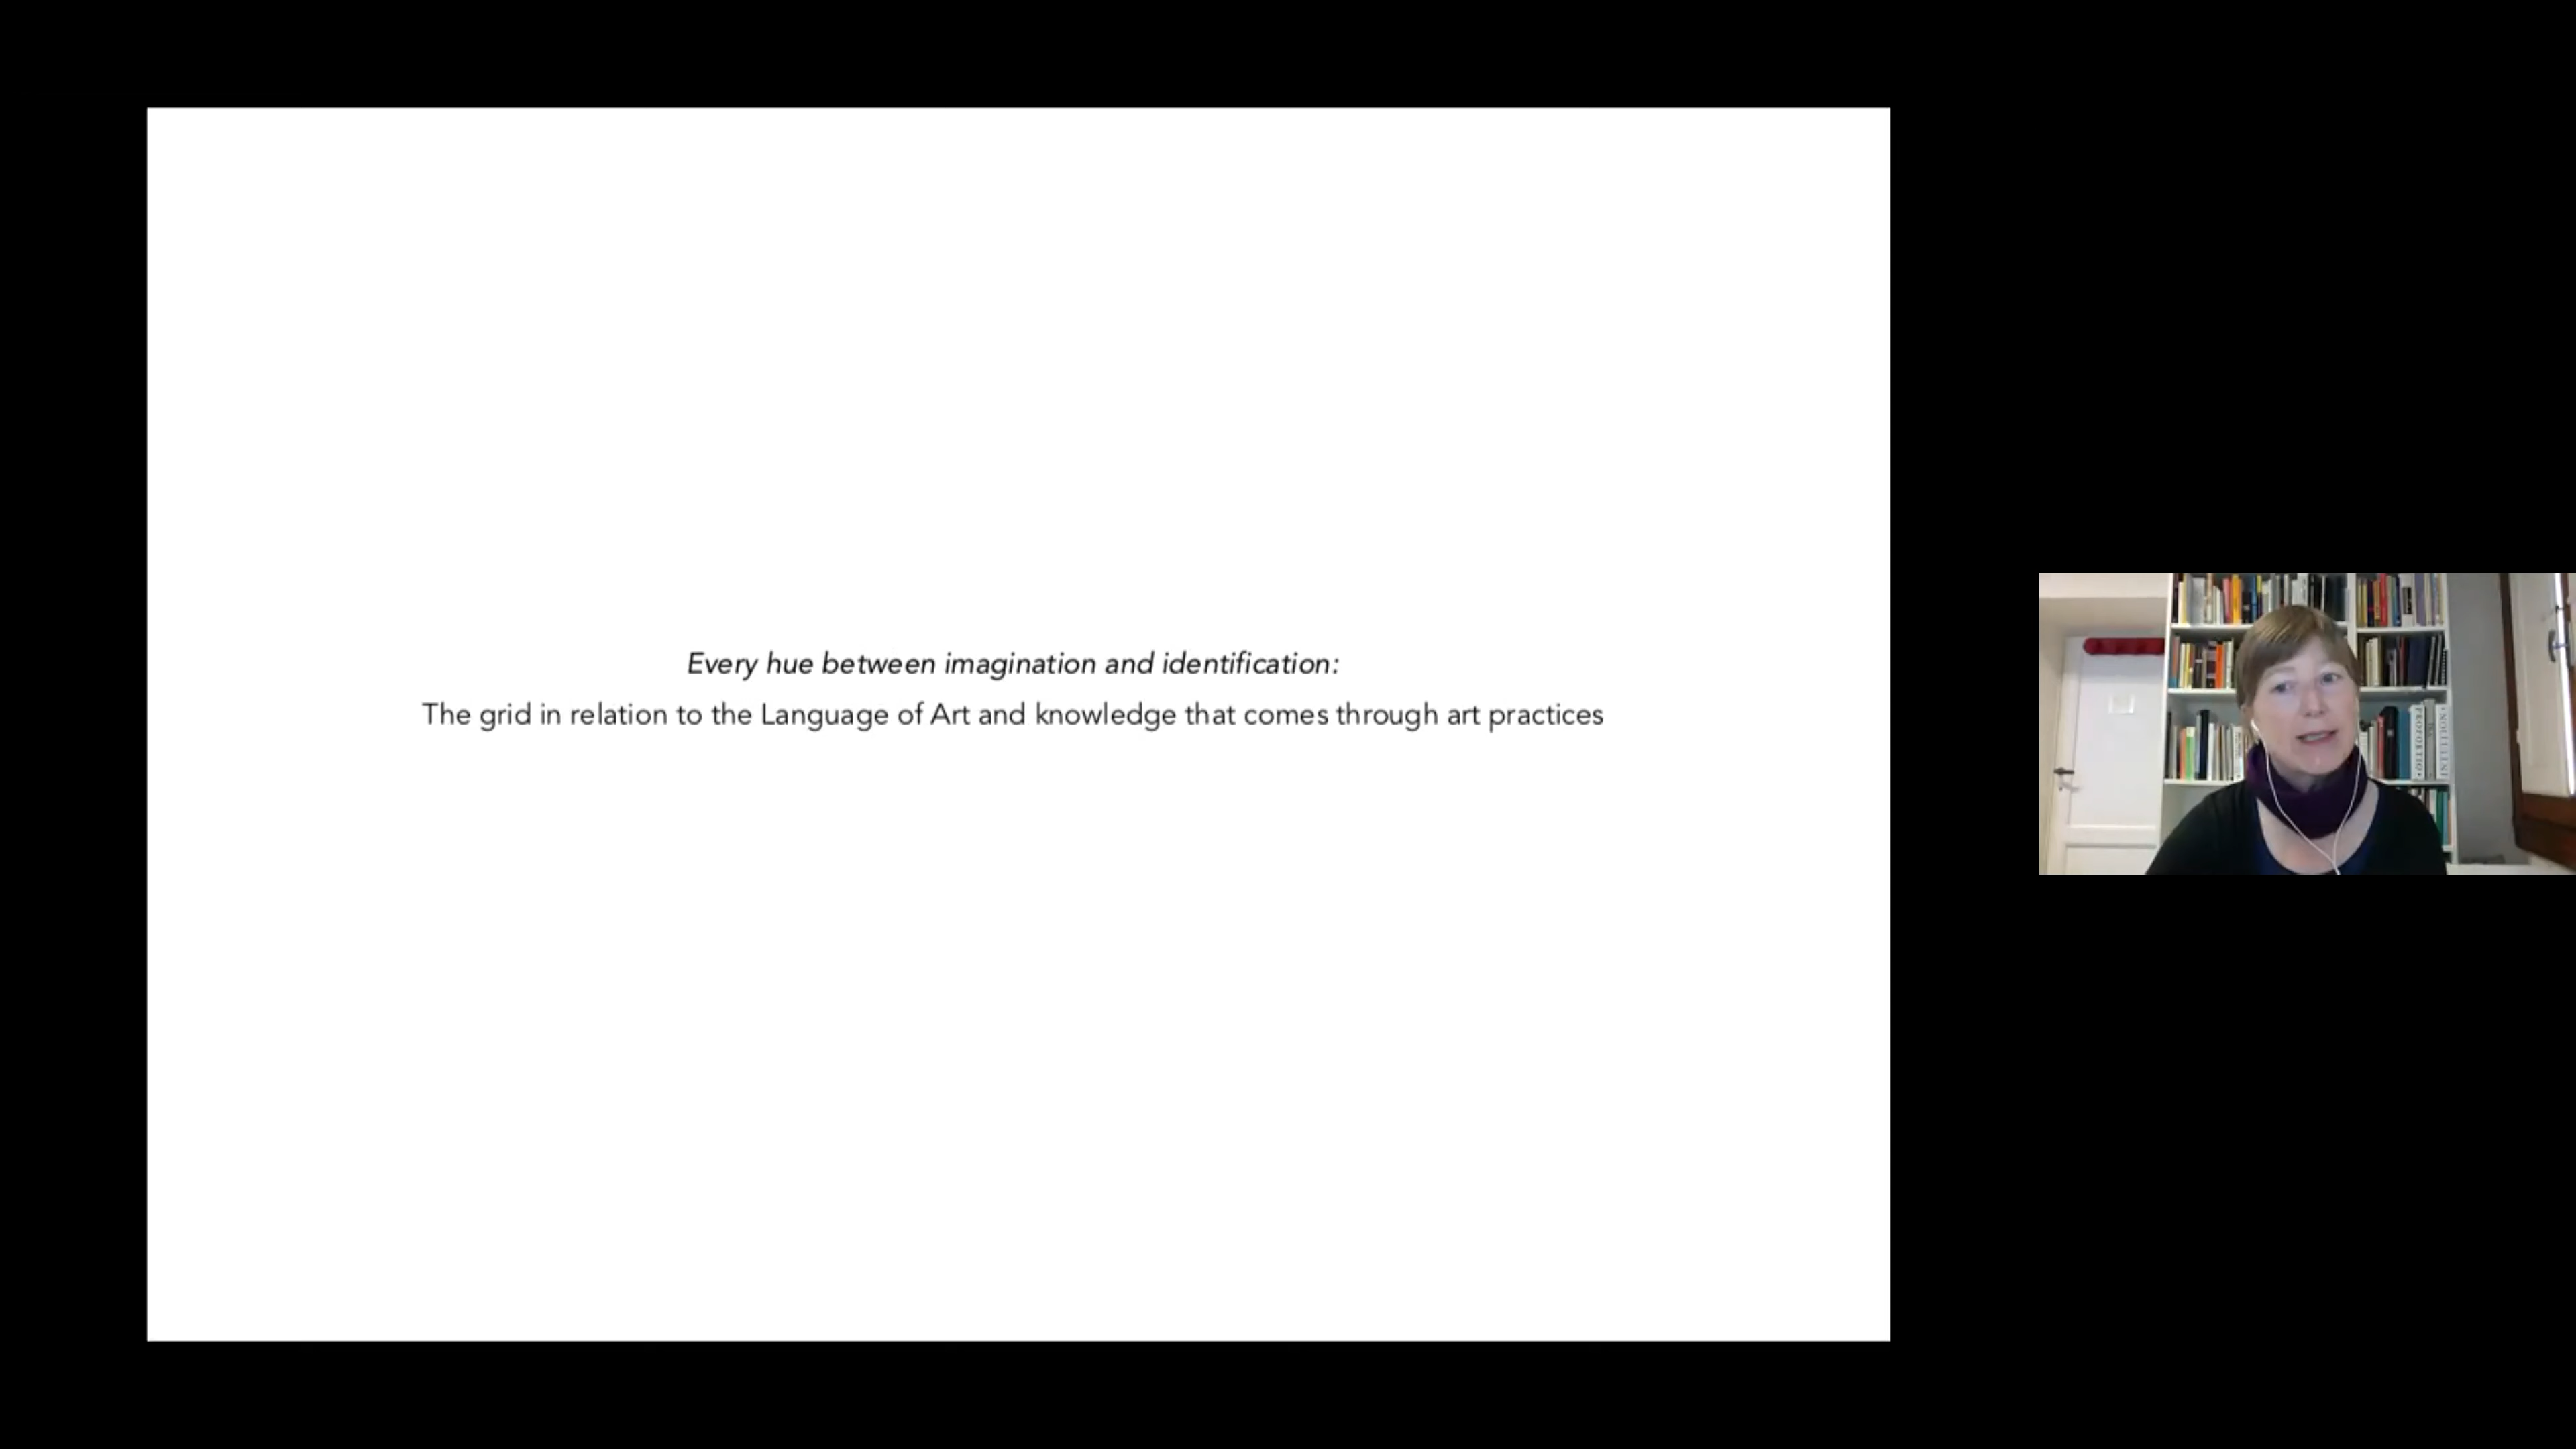 Every hue between imagination and identification:
The grid in relation to the Language of Art and knowledge that comes through art practices